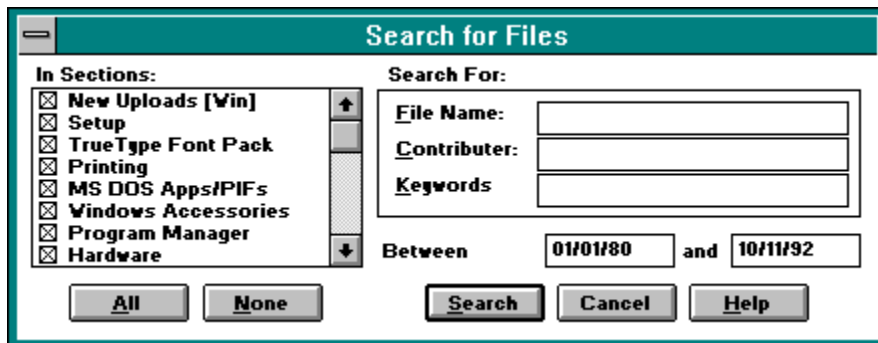 Search for Files
In Sections:
New Uploads [Win]
Setup
TrueType Font Pack
Printing
MS DOS Apps/PIFs
Windows Accessories
Program Manager
Hardware
All None
Search For:
File Name:
Contributer:
Keywords
Between 01/01/80 and 10/11/92
Search Cancel Help